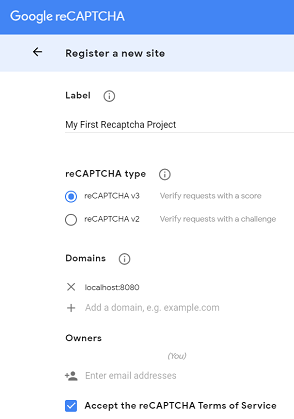 Google reCAPTCHA
Register a new site
Label
My First Recaptcha Project
reCAPTCHA type
reCAPTCHA v3 Verify requests with a score
reCAPTCHA v2 Verify requests with a challenge
Domains
localhost:8080
Add a domain, e.g. example.com
Owners
(You)
Enter email addresses
Accept the reCAPTCHA Terms of Service